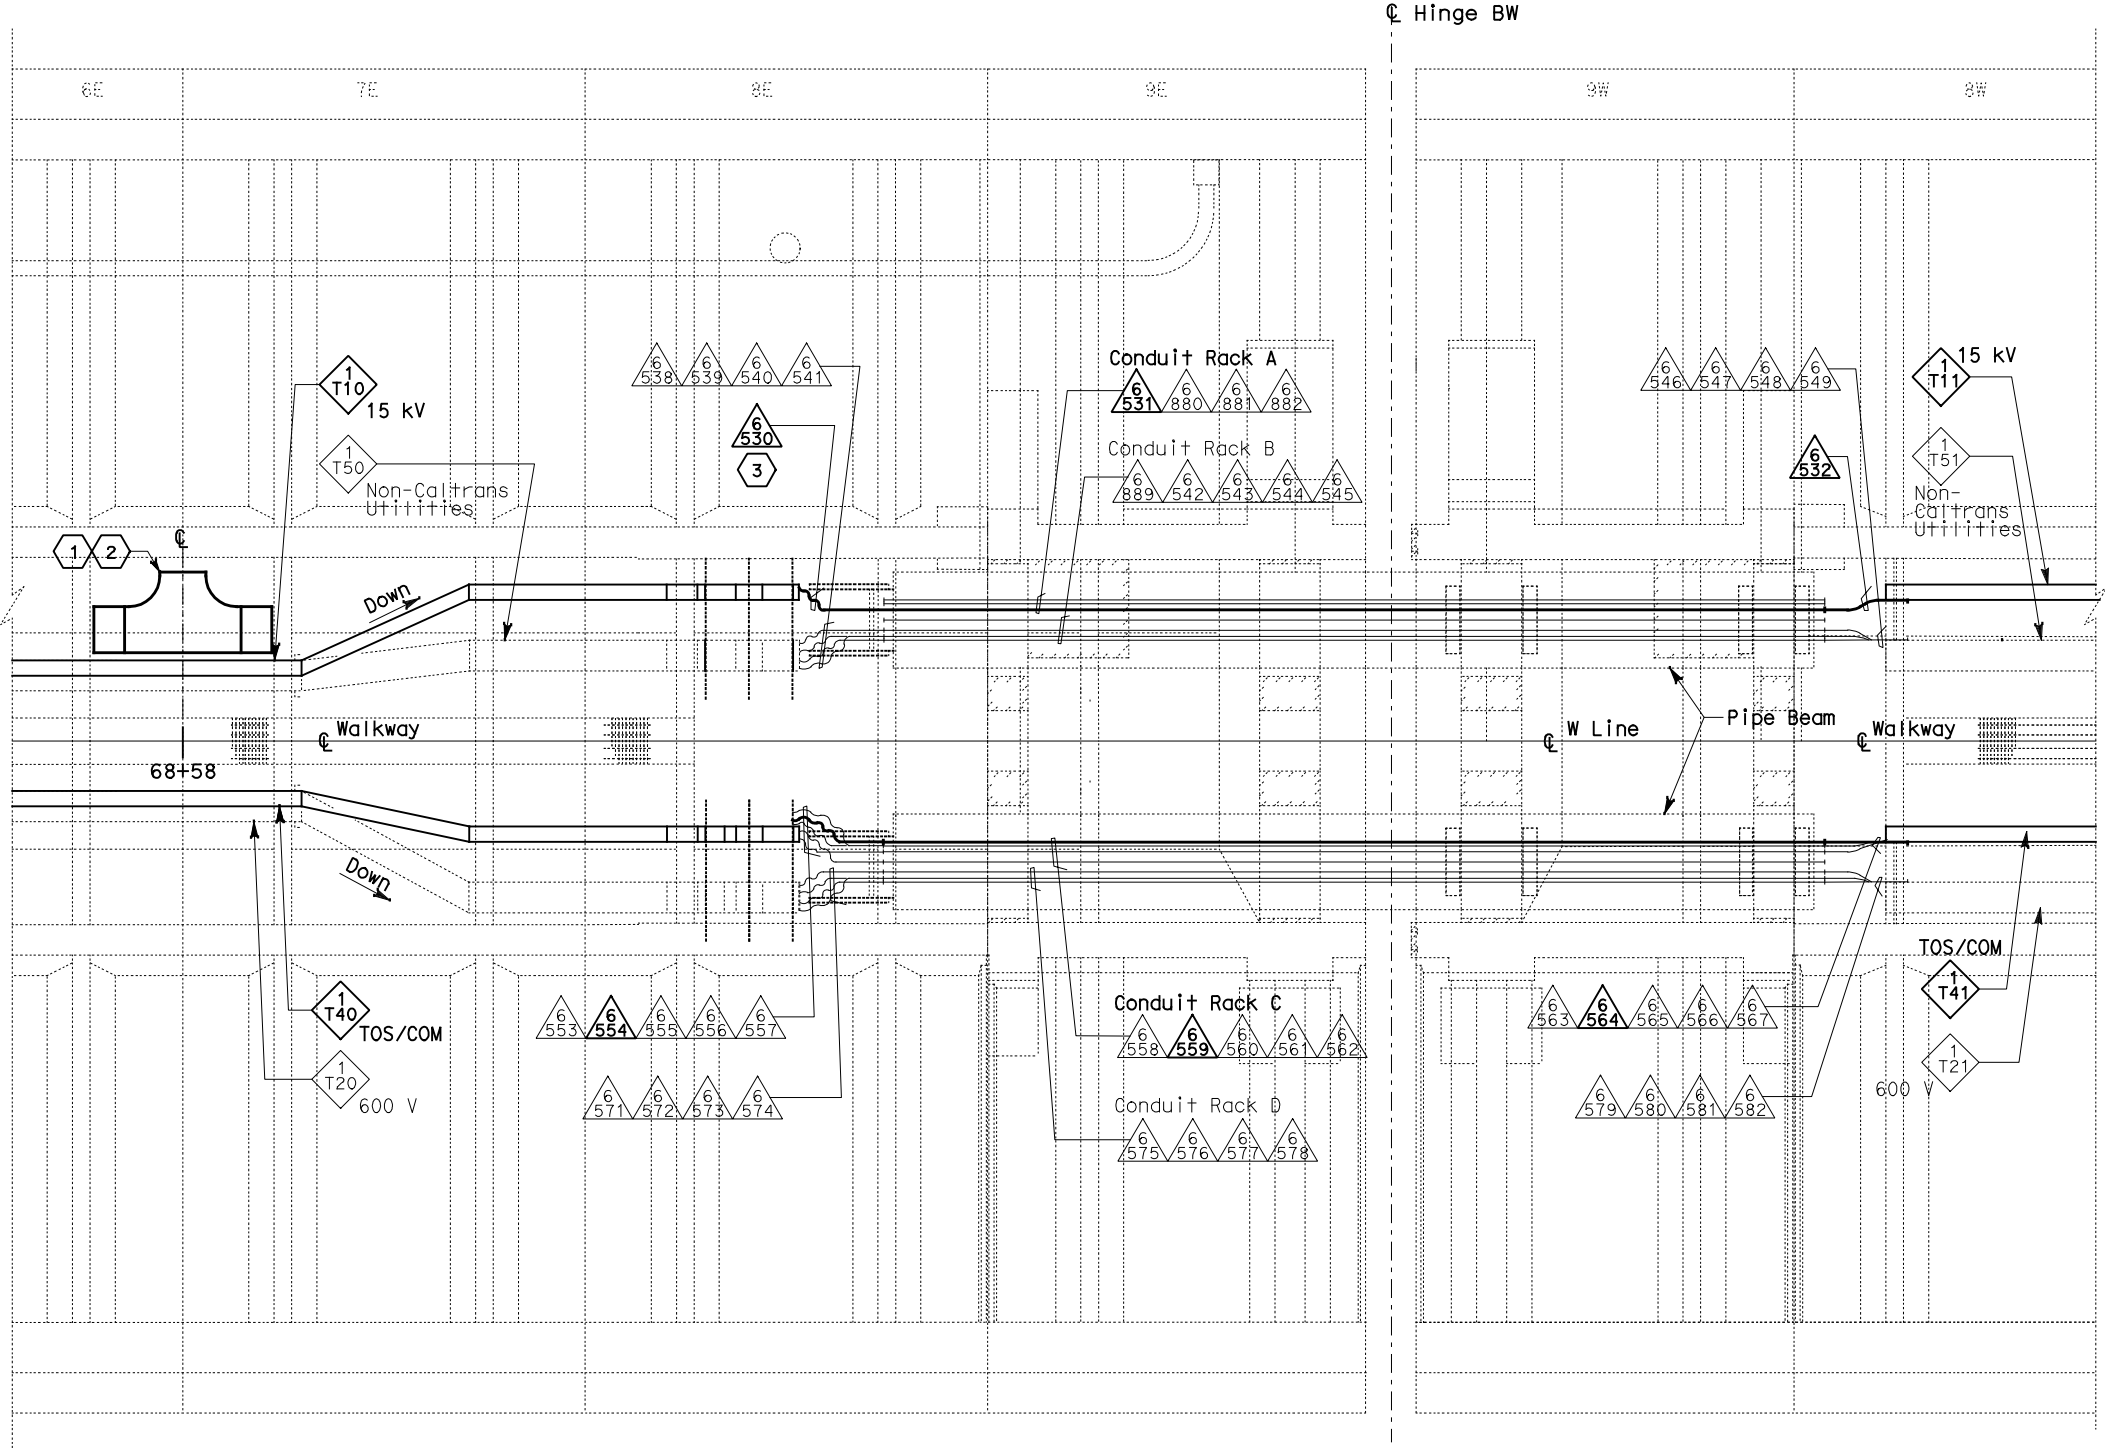 ℄ Hinge BW
6E 7E 8E 9E 9W 8W
1
T10
15 kV
1
T50
Non-Caltrans
Utilities
6 6 6 6
538 539 540 541
6
530
3
Conduit Rack A
6 6 6 6
531 880 881 882
Conduit Rack B
6 6 6 6 6
889 542 543 544 545
6 6 6 6
546 547 548 549
6
532
1
T11
15 kV
1
T51
Non-
Caltrans
Utilities
1 2
℄
Down
℄ Walkway
68+58
Pipe Beam
℄ W Line
℄ Walkway
Down
1
T40
TOS/COM
1
T20
600 V
6 6 6 6 6
553 554 555 556 557
6 6 6 6
571 572 573 574
Conduit Rack C
6 6 6 6 6
558 559 560 561 562
Conduit Rack D
6 6 6 6
575 576 577 578
6 6 6 6 6
563 564 565 566 567
6 6 6 6
579 580 581 582
TOS/COM
1
T41
1
T21
600 V